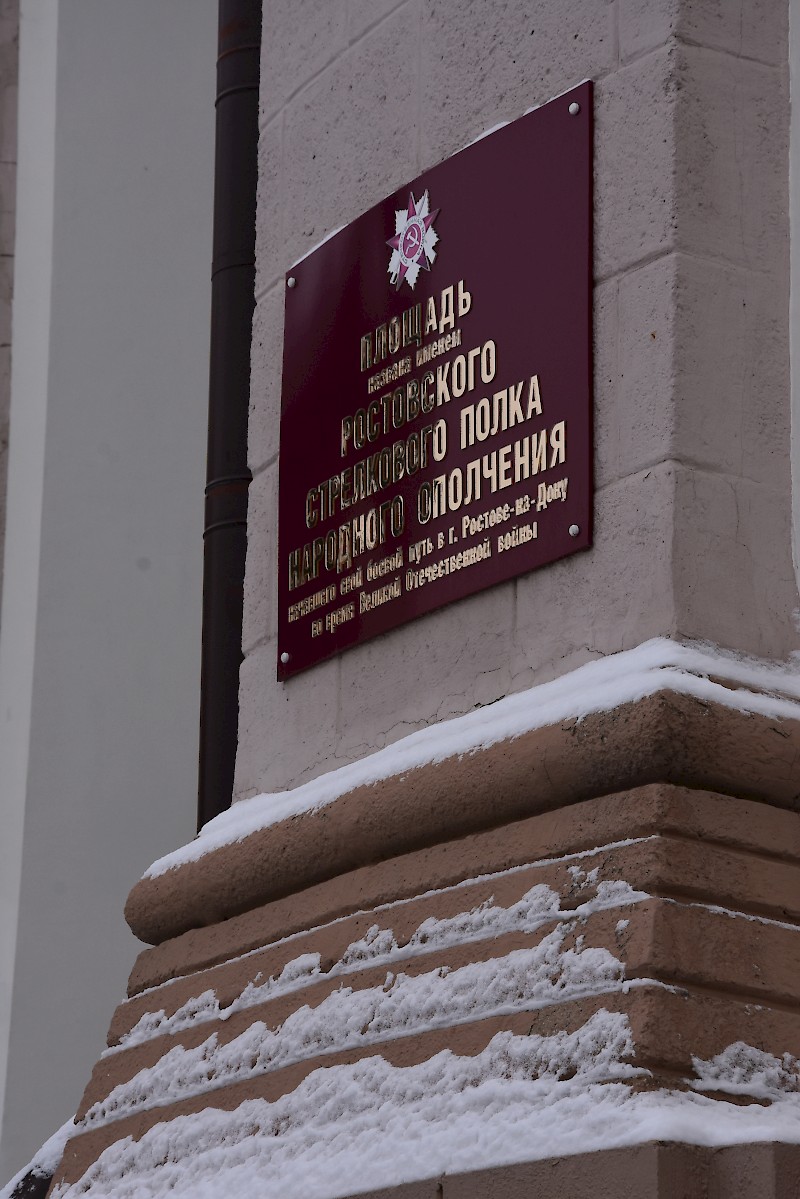 ПЛОЩАДЬ
названа именем
РОСТОВСКОГО
СТРЕЛКОВОГО ПОЛКА
НАРОДНОГО ОПОЛЧЕНИЯ
начавшего свой боевой путь в г. Ростове-на-Дону
во время Великой Отечественной войны